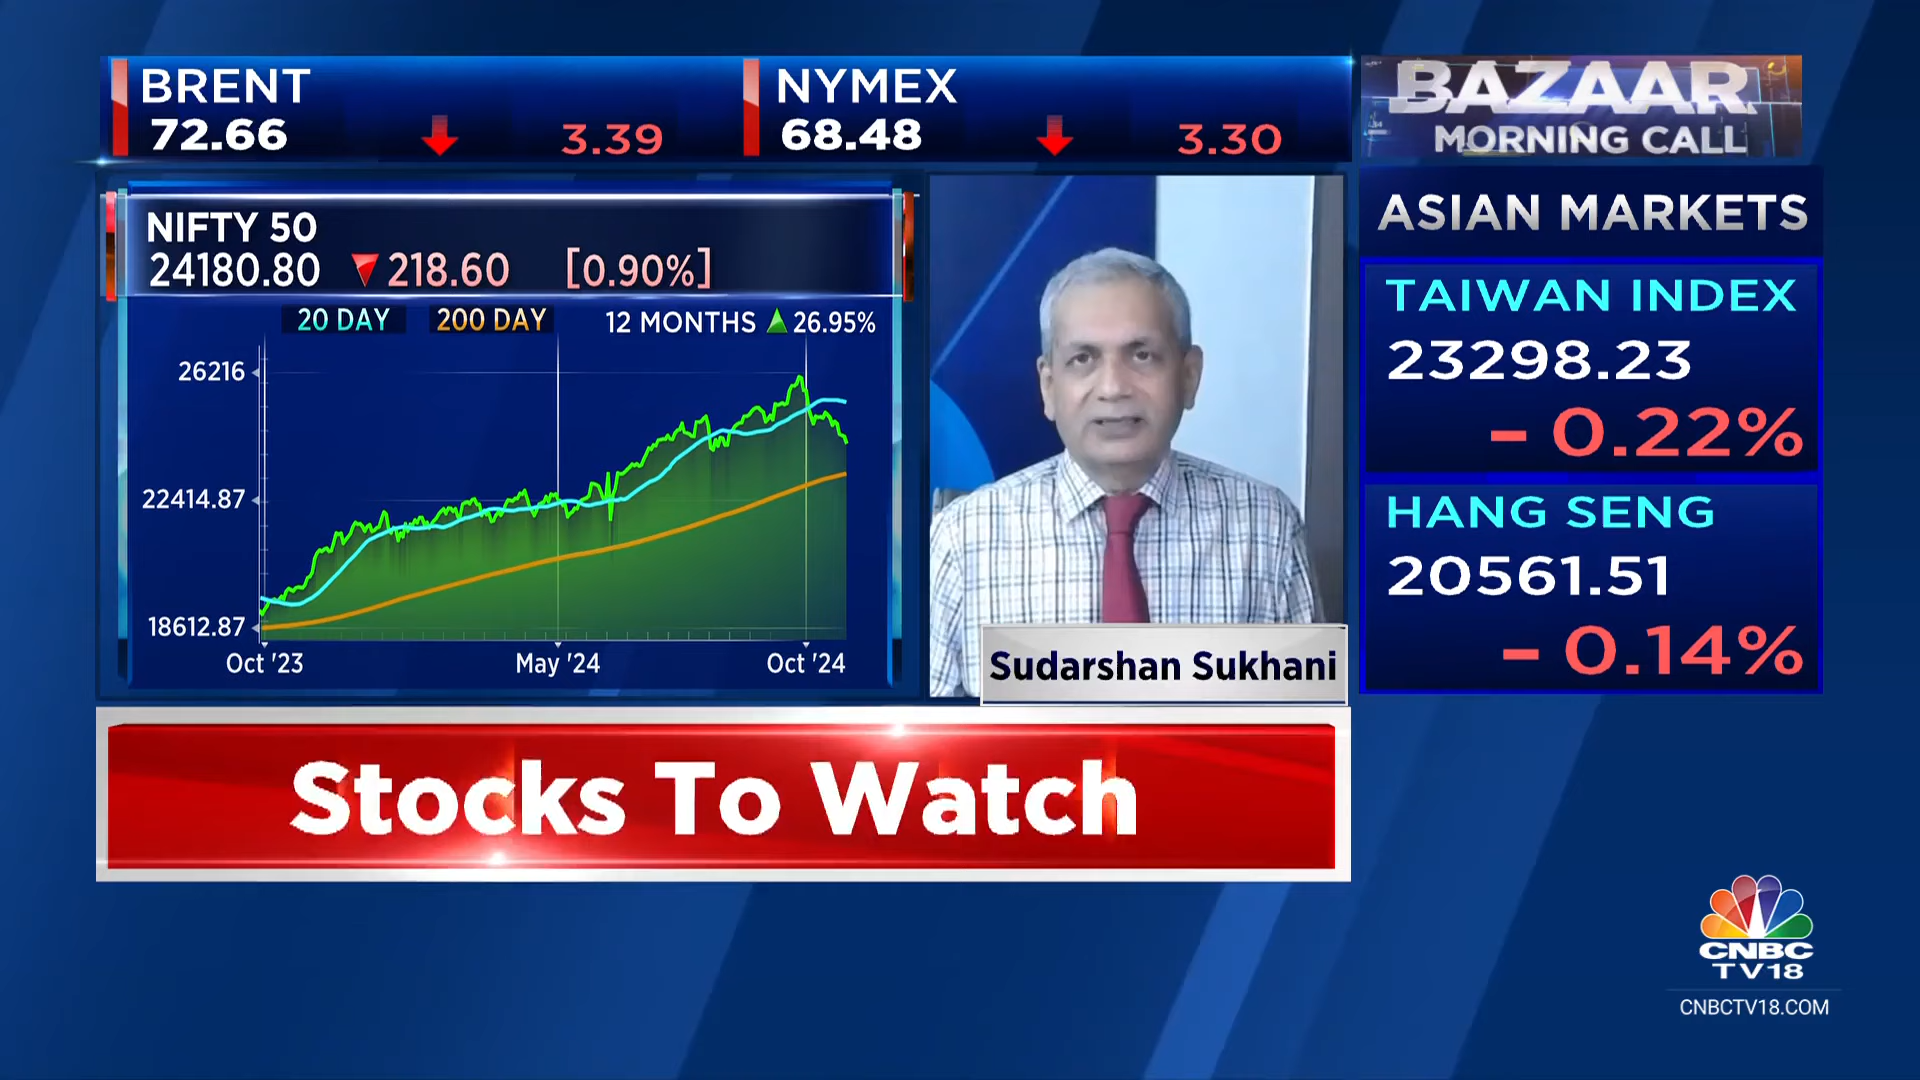 BRENT
72.66 3.39
NYMEX
68.48 3.30
BAZAAR
MORNING CALL
NIFTY 50
24180.80 218.60 [0.90%]
20 DAY 200 DAY 12 MONTHS 26.95%
26216
22414.87
18612.87
Oct '23 May '24 Oct '24
Sudarshan Sukhani
ASIAN MARKETS
TAIWAN INDEX
23298.23
- 0.22%
HANG SENG
20561.51
- 0.14%
Stocks To Watch
CNBC
TV18
CNBCTV18.COM